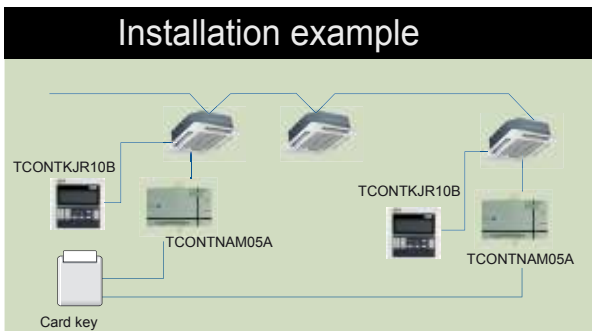 Installation example
TCONTKJR10B
TCONTNAM05A
TCONTKJR10B
TCONTNAM05A
Card key